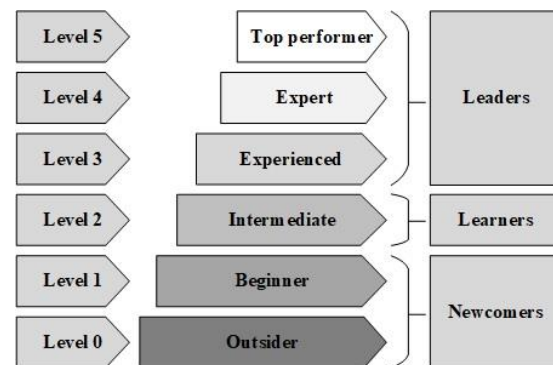 Level 5
Top performer
Level 4
Expert
Leaders
Level 3
Experienced
Level 2
Intermediate
Learners
Level 1
Beginner
Newcomers
Level 0
Outsider